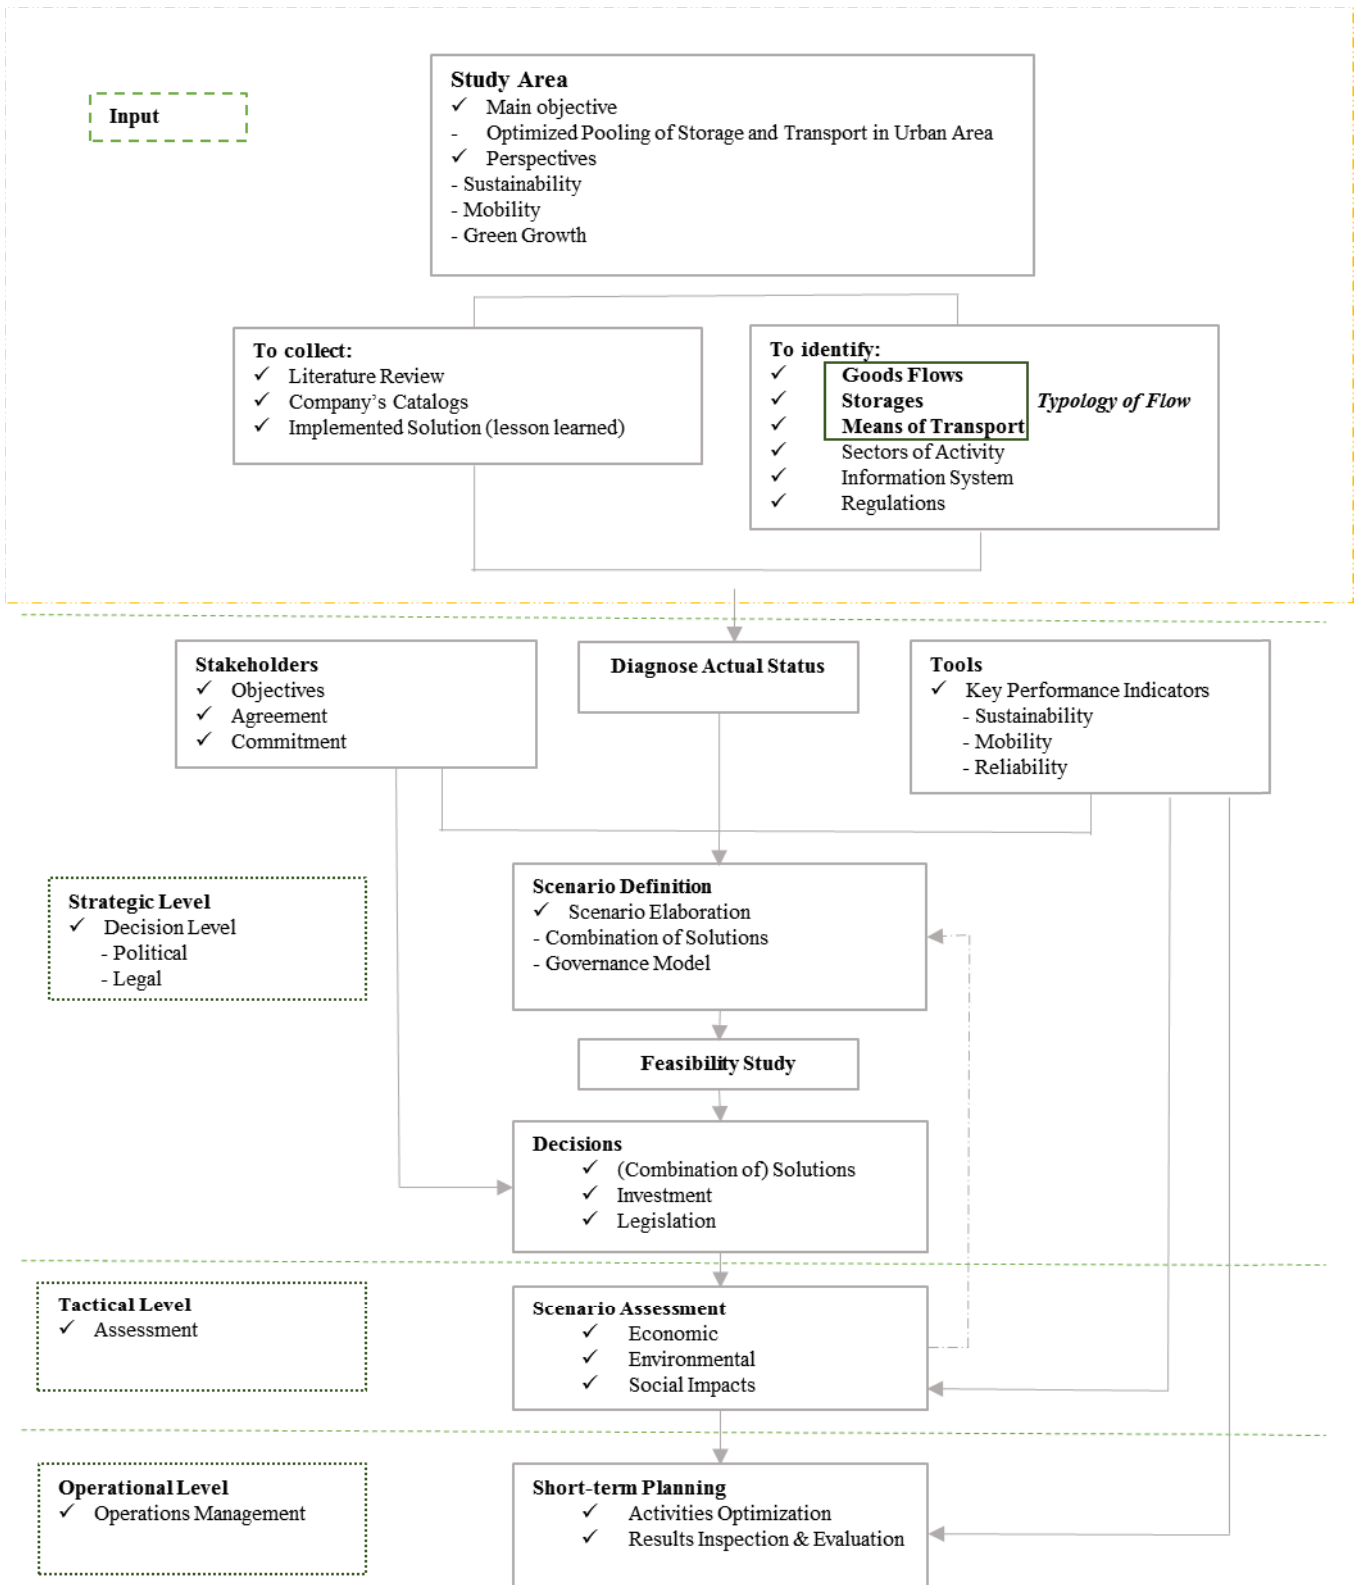 Input
Study Area
✓ Main objective
- Optimized Pooling of Storage and Transport in Urban Area
✓ Perspectives
- Sustainability
- Mobility
- Green Growth
To collect:
✓ Literature Review
✓ Company's Catalogs
✓ Implemented Solution (lesson learned)
To identify:
✓ Goods Flows
✓ Storages
Typology of Flow
✓ Means of Transport
✓ Sectors of Activity
✓ Information System
✓ Regulations
Stakeholders
✓ Objectives
✓ Agreement
✓ Commitment
Diagnose Actual Status
Tools
✓ Key Performance Indicators
- Sustainability
- Mobility
- Reliability
Strategic Level
✓ Decision Level
- Political
- Legal
Scenario Definition
✓ Scenario Elaboration
- Combination of Solutions
- Governance Model
Feasibility Study
Decisions
✓ (Combination of) Solutions
✓ Investment
✓ Legislation
Tactical Level
✓ Assessment
Scenario Assessment
✓ Economic
✓ Environmental
✓ Social Impacts
Operational Level
✓ Operations Management
Short-term Planning
✓ Activities Optimization
✓ Results Inspection & Evaluation